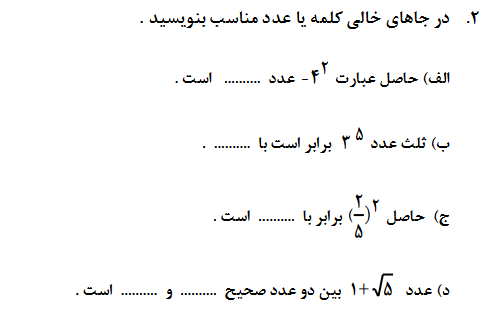 ۲. در جاهای خالی کلمه یا عدد مناسب بنویسید .
الف) حاصل عبارت -۴^۲ عدد .......... است .
ب) ثلث عدد ۳^۵ برابر است با .......... .
ج) حاصل (۲/۵)^۲ برابر با .......... است .
د) عدد ۱+√۵ بین دو عدد صحیح .......... و .......... است .